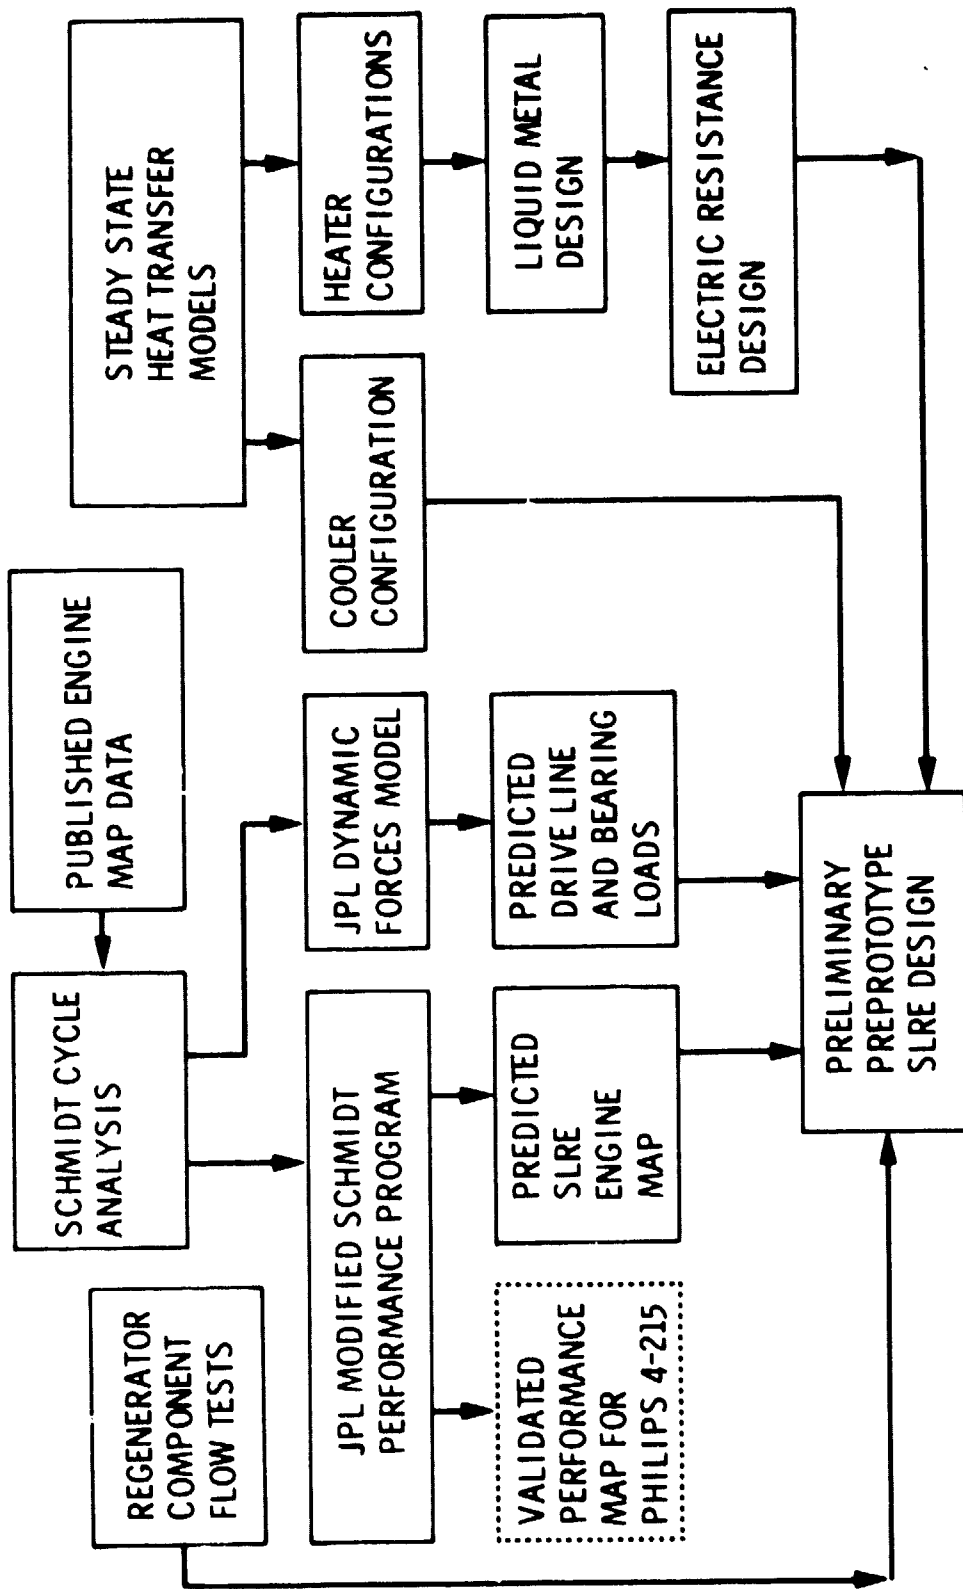 REGENERATOR
COMPONENT
FLOW TESTS
SCHMIDT CYCLE
ANALYSIS
PUBLISHED ENGINE
MAP DATA
STEADY STATE
HEAT TRANSFER
MODELS
JPL MODIFIED SCHMIDT
PERFORMANCE PROGRAM
JPL DYNAMIC
FORCES MODEL
COOLER
CONFIGURATION
HEATER
CONFIGURATIONS
VALIDATED
PERFORMANCE
MAP FOR
PHILIPS 4-215
PREDICTED
SLRE
ENGINE
MAP
PREDICTED
DRIVE LINE
AND BEARING
LOADS
LIQUID METAL
DESIGN
ELECTRIC RESISTANCE
DESIGN
PRELIMINARY
PREPROTOTYPE
SLRE DESIGN